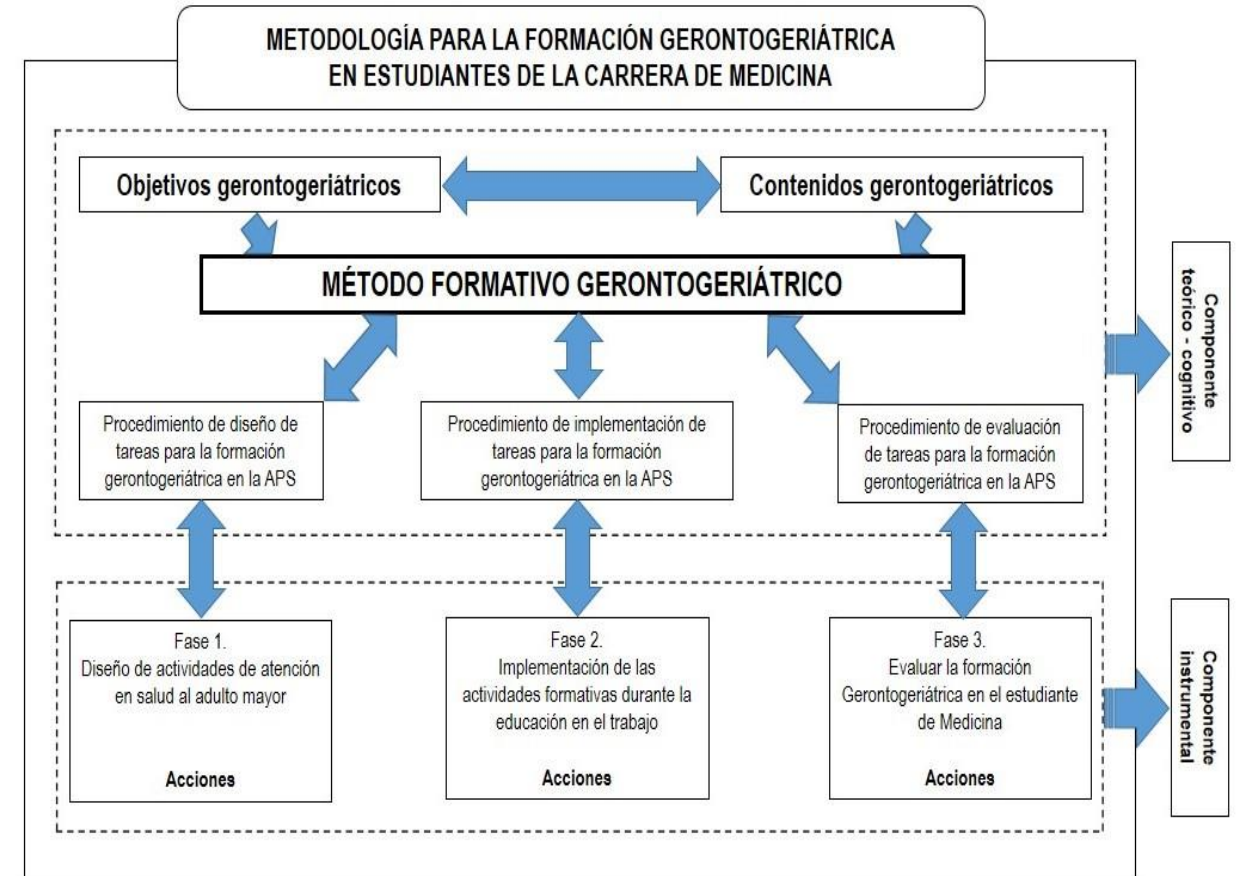 METODOLOGÍA PARA LA FORMACIÓN GERONTOGERIÁTRICA
EN ESTUDIANTES DE LA CARRERA DE MEDICINA
Objetivos gerontogeriátricos
Contenidos gerontogeriátricos
MÉTODO FORMATIVO GERONTOGERIÁTRICO
Procedimiento de diseño de
tareas para la formación
gerontogeriátrica en la APS
Procedimiento de implementación de
tareas para la formación
gerontogeriátrica en la APS
Procedimiento de evaluación
de tareas para la formación
gerontogeriátrica en la APS
Componente
teórico - cognitivo
Fase 1.
Diseño de actividades de atención
en salud al adulto mayor
Acciones
Fase 2.
Implementación de las
actividades formativas durante la
educación en el trabajo
Acciones
Fase 3.
Evaluar la formación
Gerontogeriátrica en el estudiante
de Medicina
Acciones
Componente
instrumental